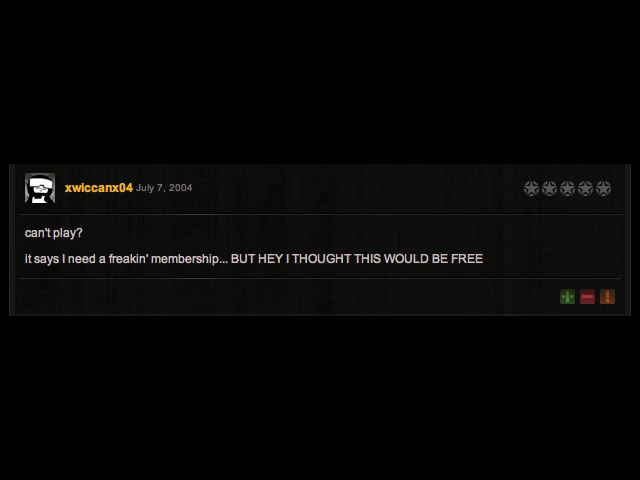 xwiccanx04 July 7, 2004
can't play?
it says I need a freakin' membership... BUT HEY I THOUGHT THIS WOULD BE FREE